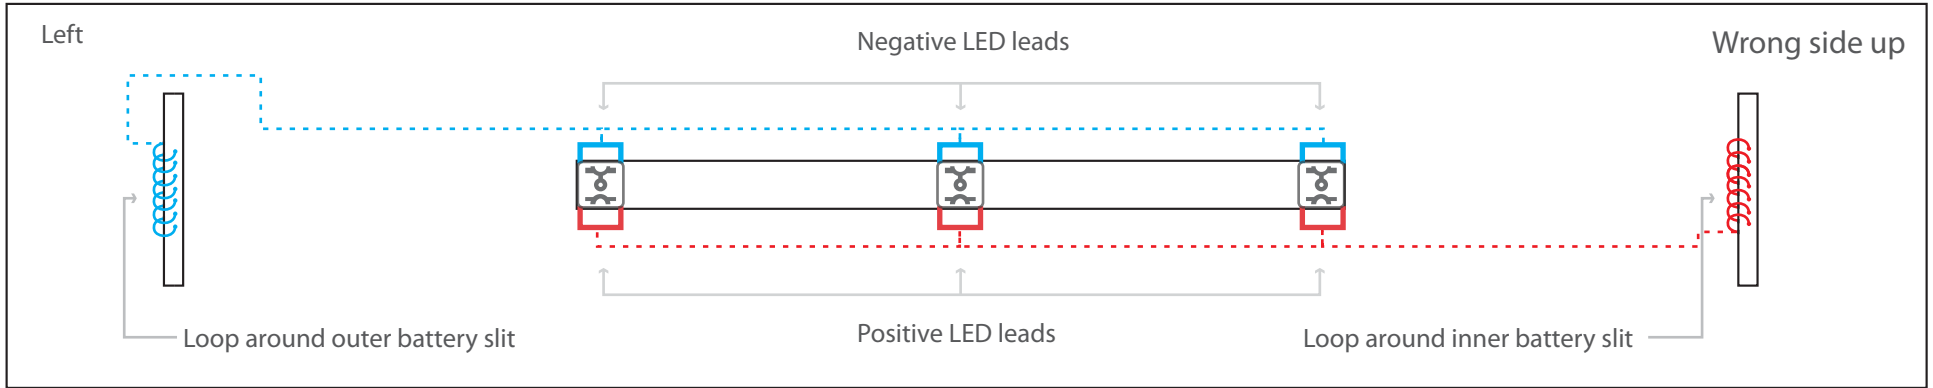 Left
Negative LED leads
Wrong side up
Loop around outer battery slit
Positive LED leads
Loop around inner battery slit